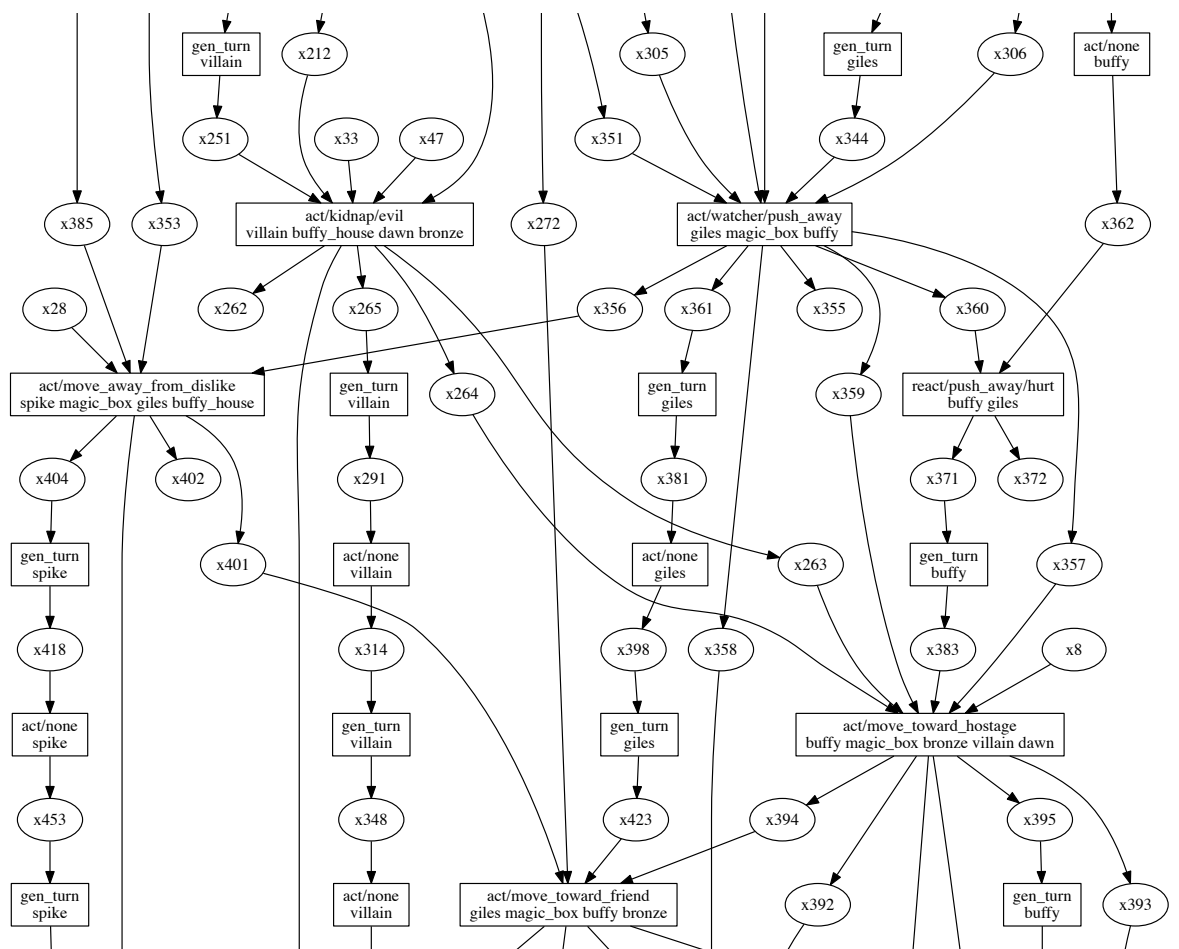 gen_turn
villain
x212
x305
gen_turn
giles
x306
act/none
buffy
x251
x33
x47
x351
x344
x385
x353
act/kidnap/evil
villain buffy_house dawn bronze
x272
act/watcher/push_away
giles magic_box buffy
x362
x28
x262
x265
x356
x361
x355
x360
act/move_away_from_dislike
spike magic_box giles buffy_house
gen_turn
villain
x264
gen_turn
giles
x359
react/push_away/hurt
buffy giles
x404
x402
x291
x381
x371
x372
gen_turn
spike
x401
act/none
villain
act/none
giles
x263
gen_turn
buffy
x357
x418
x314
x398
x358
x383
x8
act/none
spike
gen_turn
villain
gen_turn
giles
act/move_toward_hostage
buffy magic_box bronze villain dawn
x453
x348
x423
x394
x395
gen_turn
spike
act/none
villain
act/move_toward_friend
giles magic_box buffy bronze
x392
gen_turn
buffy
x393